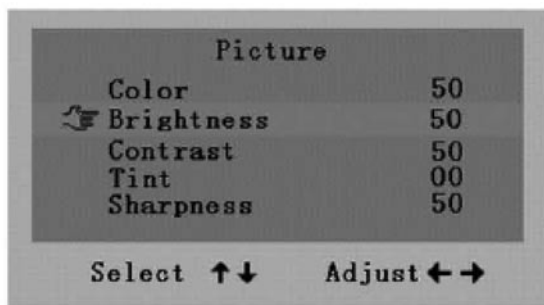 Picture
Color 50
Brightness 50
Contrast 50
Tint 00
Sharpness 50
Select ↑↓ Adjust ←→